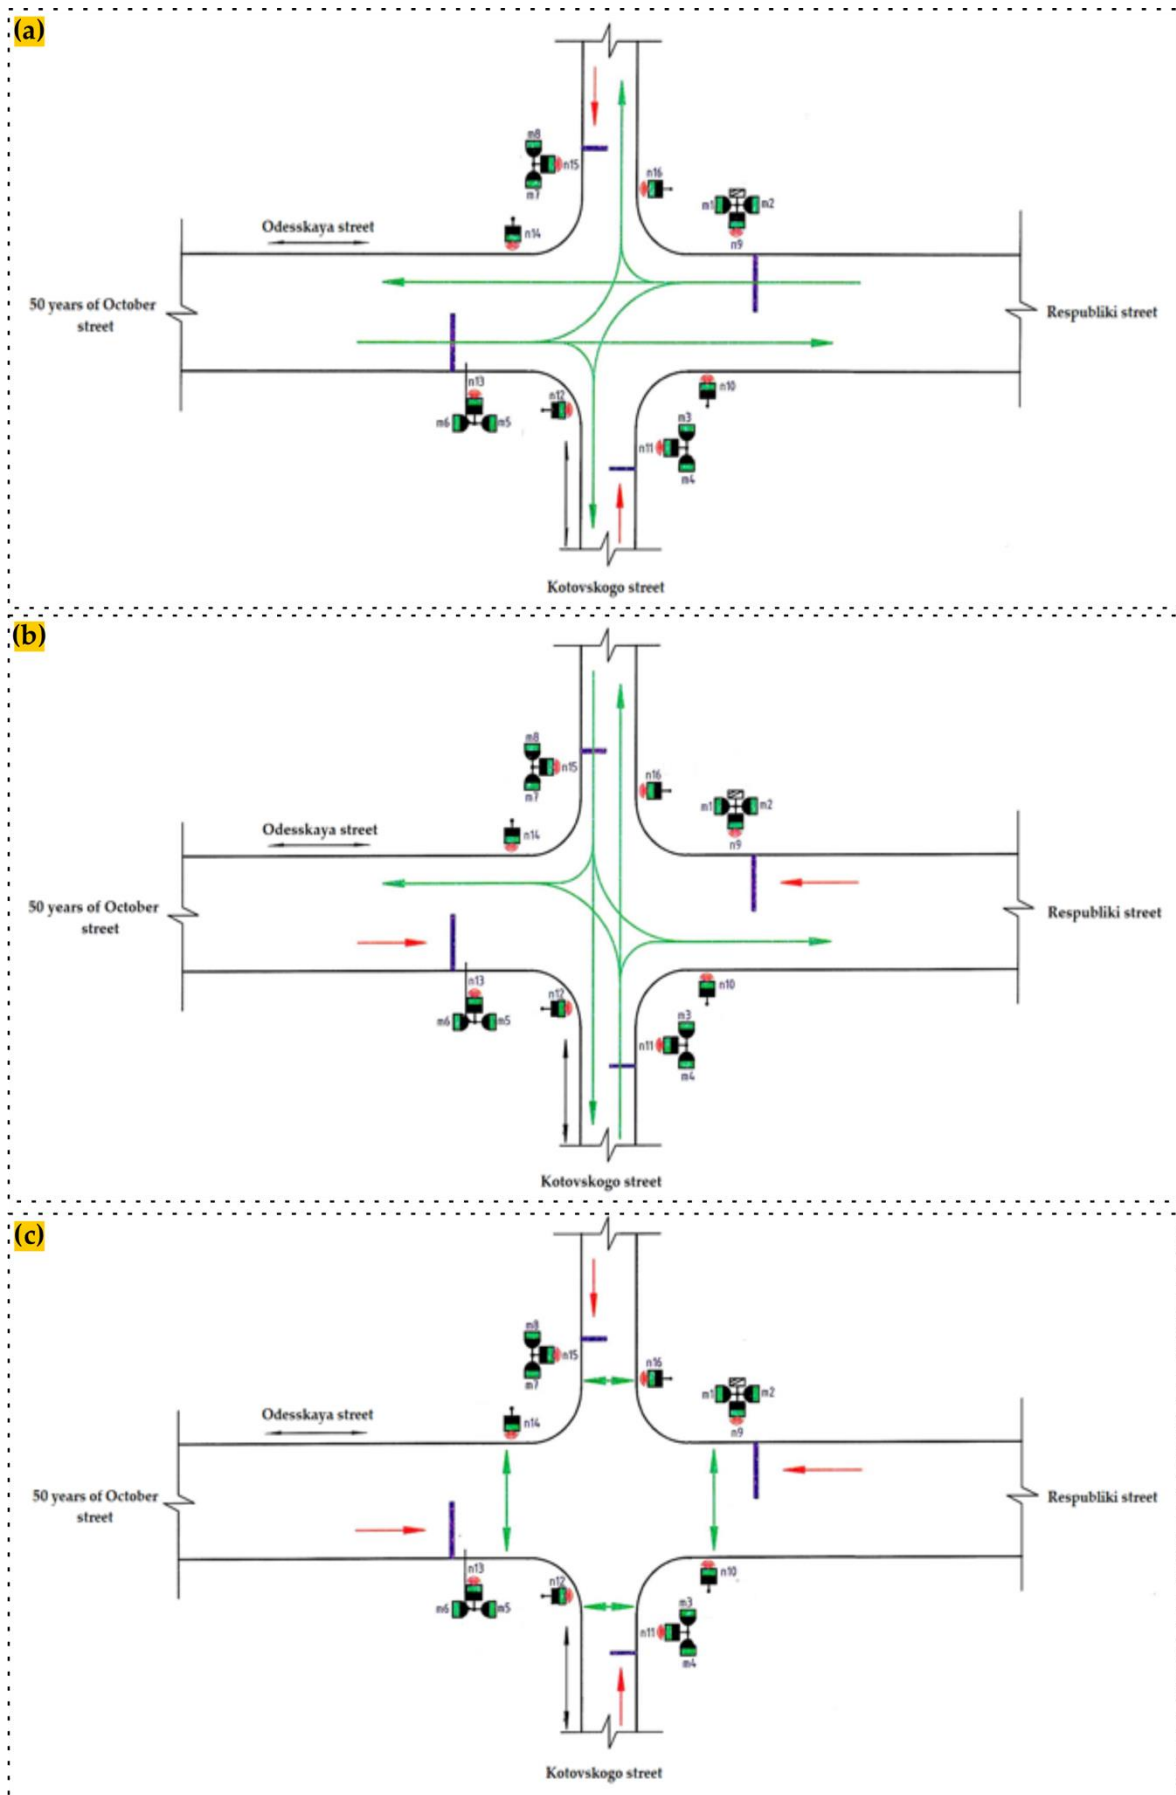 (a)
m8
n15
m7
n16
m1
m2
n9
Odesskaya street
n14
50 years of October
street
Respubliki street
n13
m6
m5
n12
n10
m3
n11
m4
Kotovskogo street
(b)
m8
n15
m7
n16
m1
m2
n9
Odesskaya street
n14
50 years of October
street
Respubliki street
n13
m6
m5
n12
n10
m3
n11
m4
Kotovskogo street
(c)
m8
n15
m7
n16
m1
m2
n9
Odesskaya street
n14
50 years of October
street
Respubliki street
n13
m6
m5
n12
n10
m3
n11
m4
Kotovskogo street